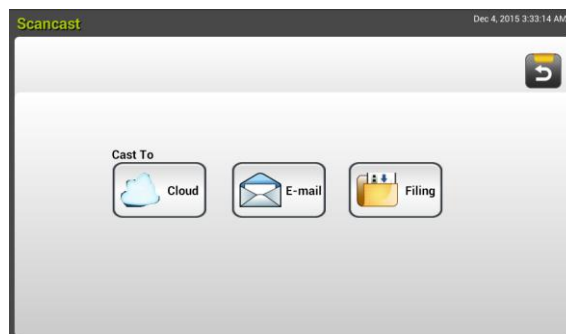 Scancast
Dec 4, 2015 3:33:14 AM
Cast To
Cloud
E-mail
Filing